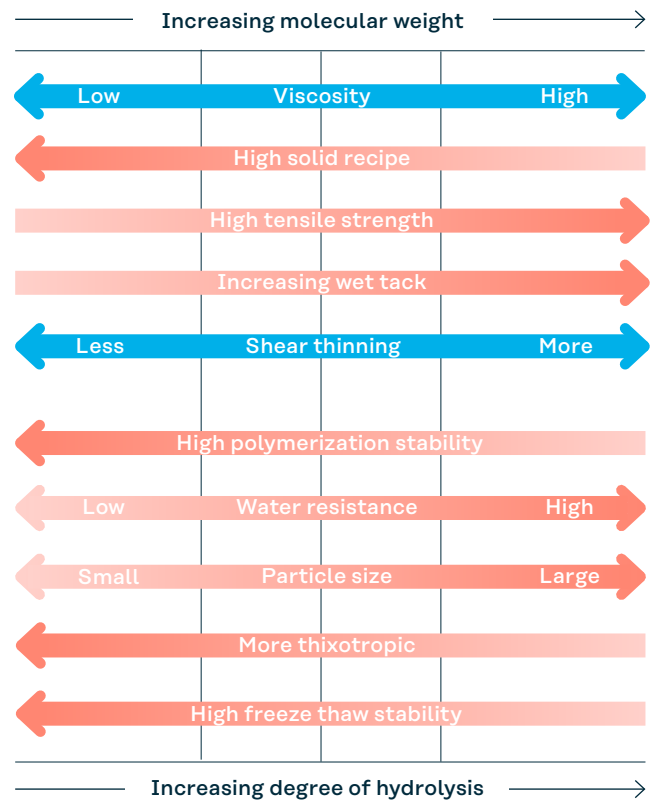 Increasing molecular weight
Low Viscosity High
High solid recipe
High tensile strength
Increasing wet tack
Less Shear thinning More
High polymerization stability
Low Water resistance High
Small Particle size Large
More thixotropic
High freeze thaw stability
Increasing degree of hydrolysis